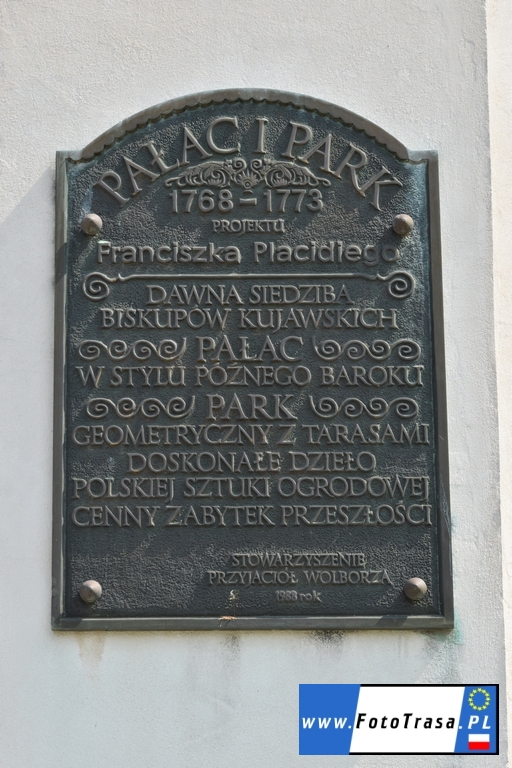 PAŁAC I PARK
1768 – 1773
PROJEKTU
Franciszka Placidiego
DAWNA SIEDZIBA
BISKUPÓW KUJAWSKICH
PAŁAC
W STYLU PÓŹNEGO BAROKU
PARK
GEOMETRYCZNY Z TARASAMI
DOSKONAŁE DZIEŁO
POLSKIEJ SZTUKI OGRODOWEJ
CENNY ZABYTEK PRZESZŁOŚCI
STOWARZYSZENIE
PRZYJACIÓŁ WOLBORZA
1988 rok
www.FotoTrasa.PL